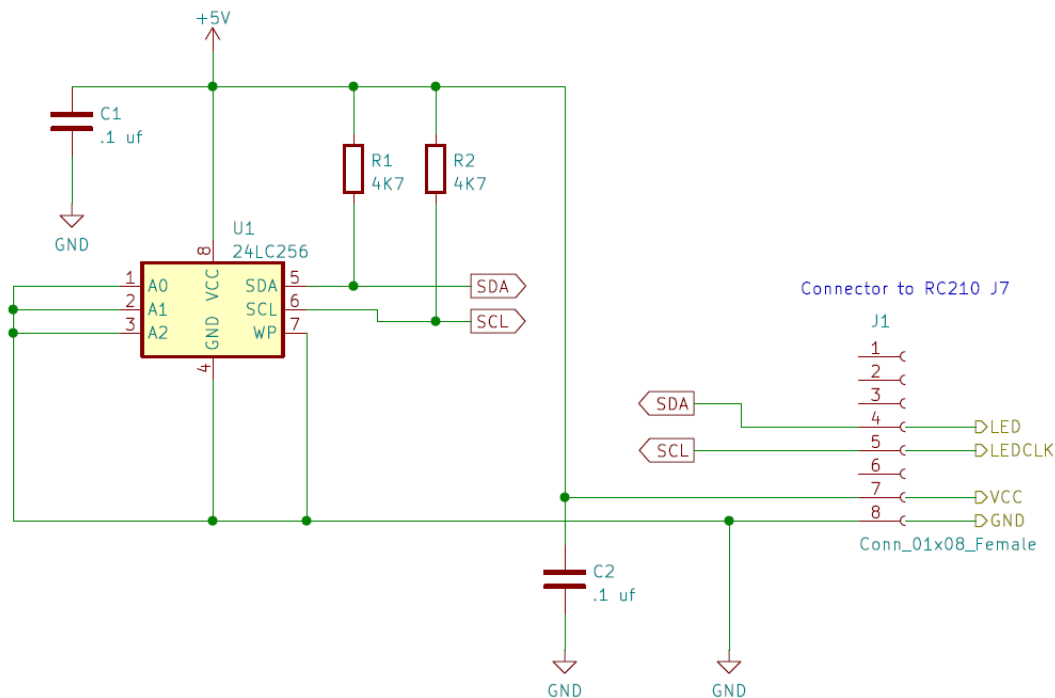 +5V
C1
.1 uf
GND
R1
4K7
R2
4K7
U1
24LC256
8
VCC
1 A0
2 A1
3 A2
SDA 5
SCL 6
WP 7
GND
4
SDA
SCL
Connector to RC210 J7
J1
1
2
3
SDA 4 LED
SCL 5 LEDCLK
6
7 VCC
8 GND
Conn_01x08_Female
C2
.1 uf
GND
GND